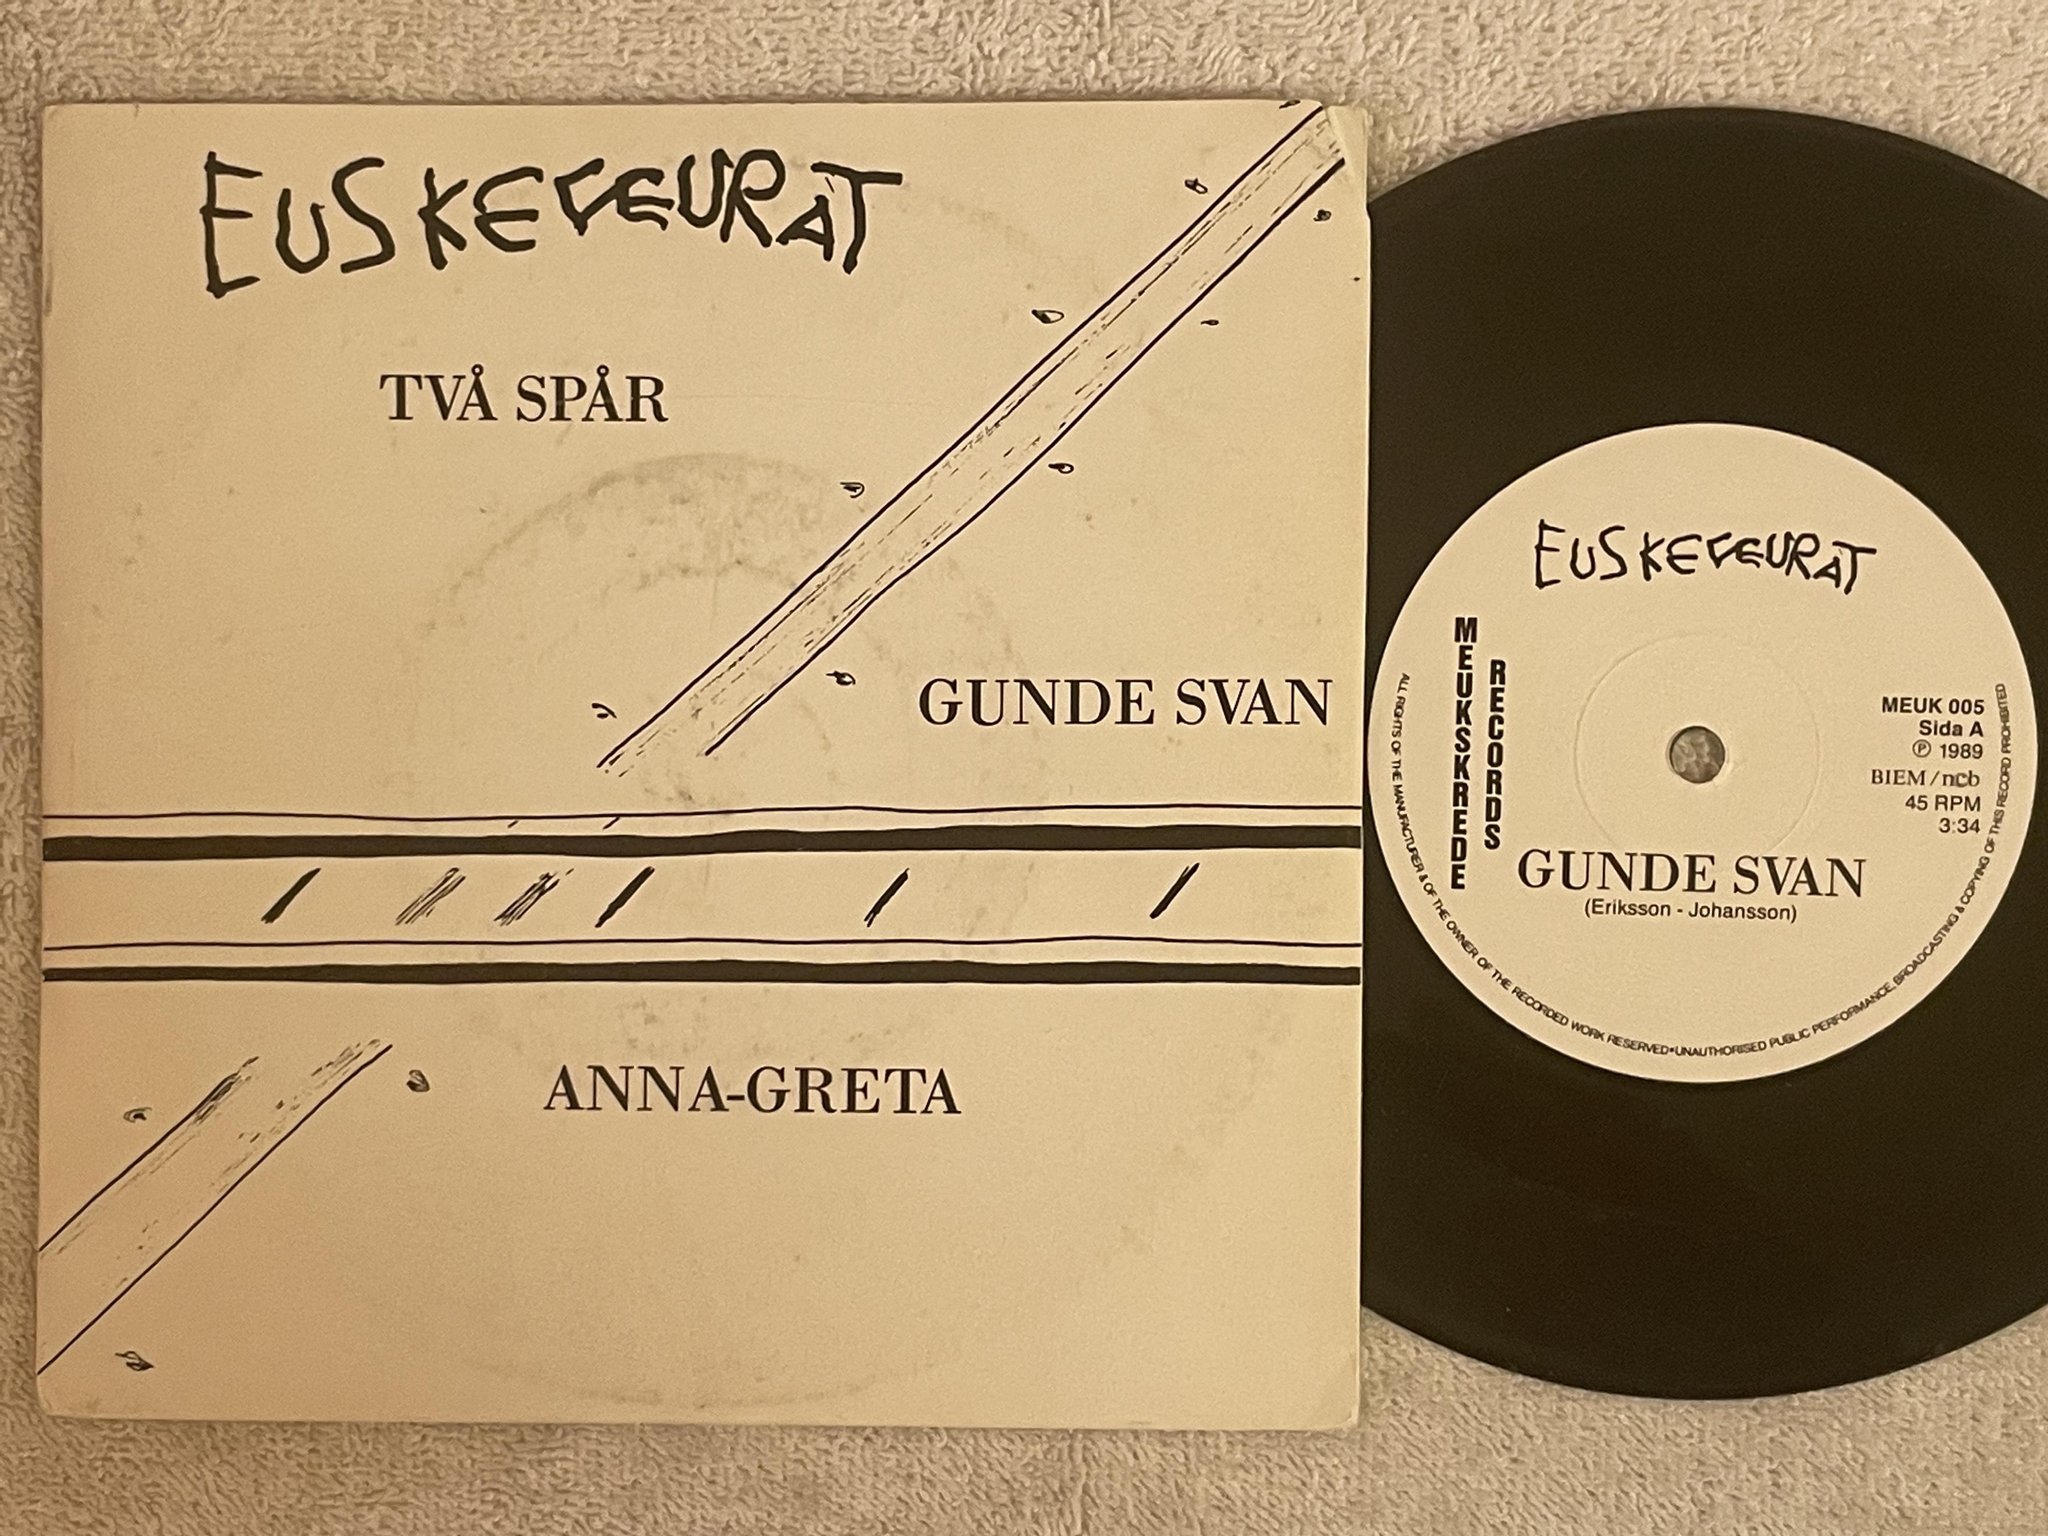 EUSKEFEURAT
TVÅ SPÅR
GUNDE SVAN
ANNA-GRETA
EUSKEFEURAT
MEUKSKREDE
RECORDS
MEUK 005
Sida A
Ⓟ 1989
BIEM/ncb
45 RPM
3:34
GUNDE SVAN
(Eriksson - Johansson)
ALL RIGHTS OF THE MANUFACTURER & OF THE OWNER OF THE RECORDED WORK RESERVED•UNAUTHORISED PUBLIC PERFORMANCE, BROADCASTING & COPYING OF THIS RECORD PROHIBITED